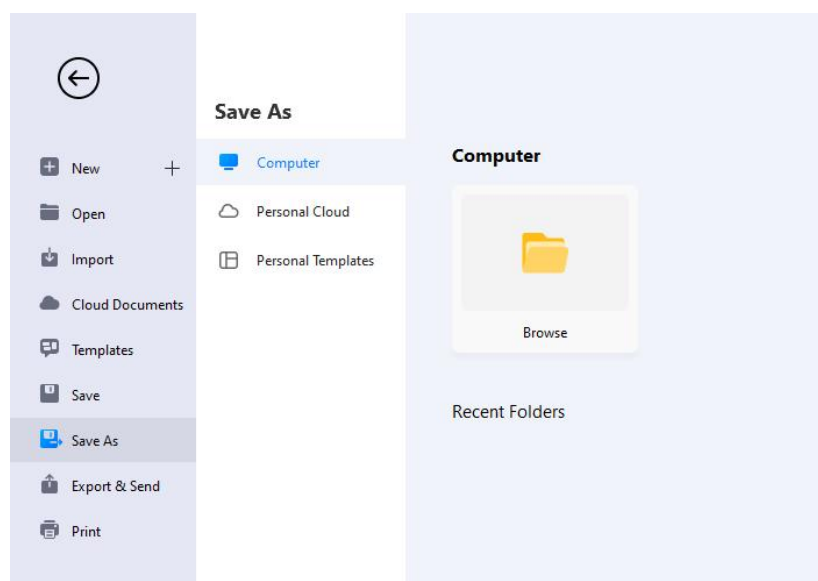 New
Open
Import
Cloud Documents
Templates
Save
Save As
Export & Send
Print
Save As
Computer
Personal Cloud
Personal Templates
Computer
Browse
Recent Folders